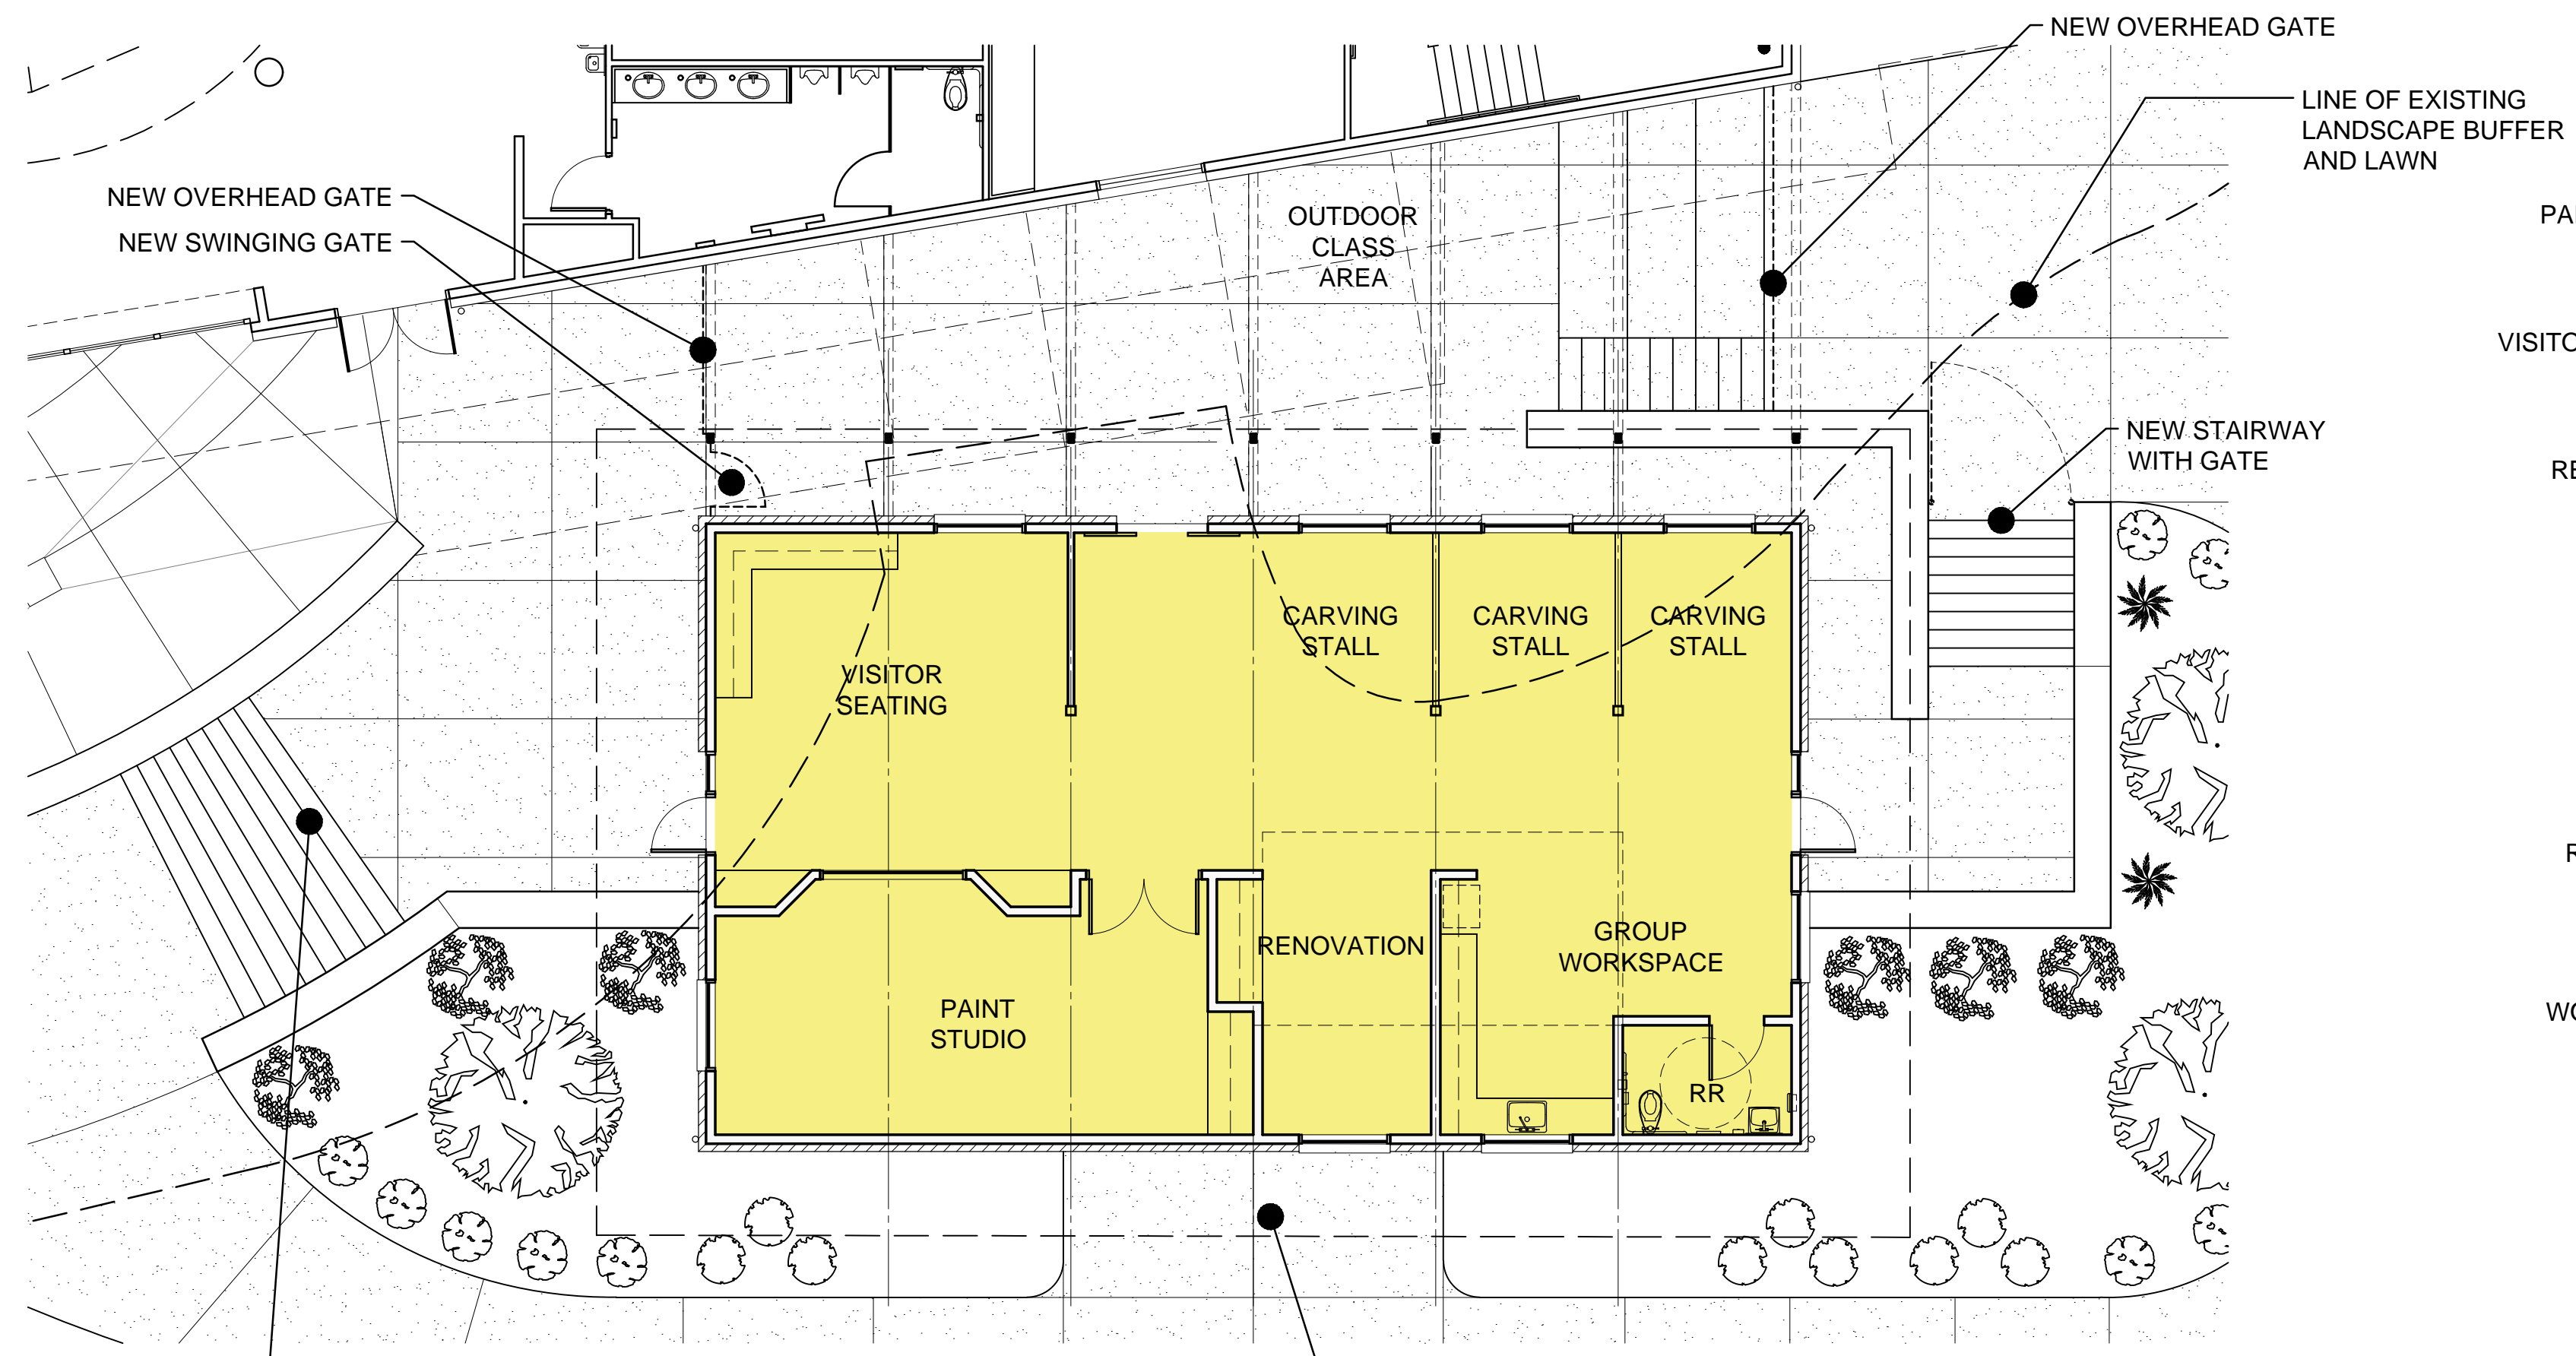 NEW OVERHEAD GATE
LINE OF EXISTING
LANDSCAPE BUFFER
AND LAWN
NEW OVERHEAD GATE
NEW SWINGING GATE
OUTDOOR
CLASS
AREA
NEW STAIRWAY
WITH GATE
CARVING
STALL
CARVING
STALL
CARVING
STALL
VISITOR
SEATING
RENOVATION
GROUP
WORKSPACE
PAINT
STUDIO
RR